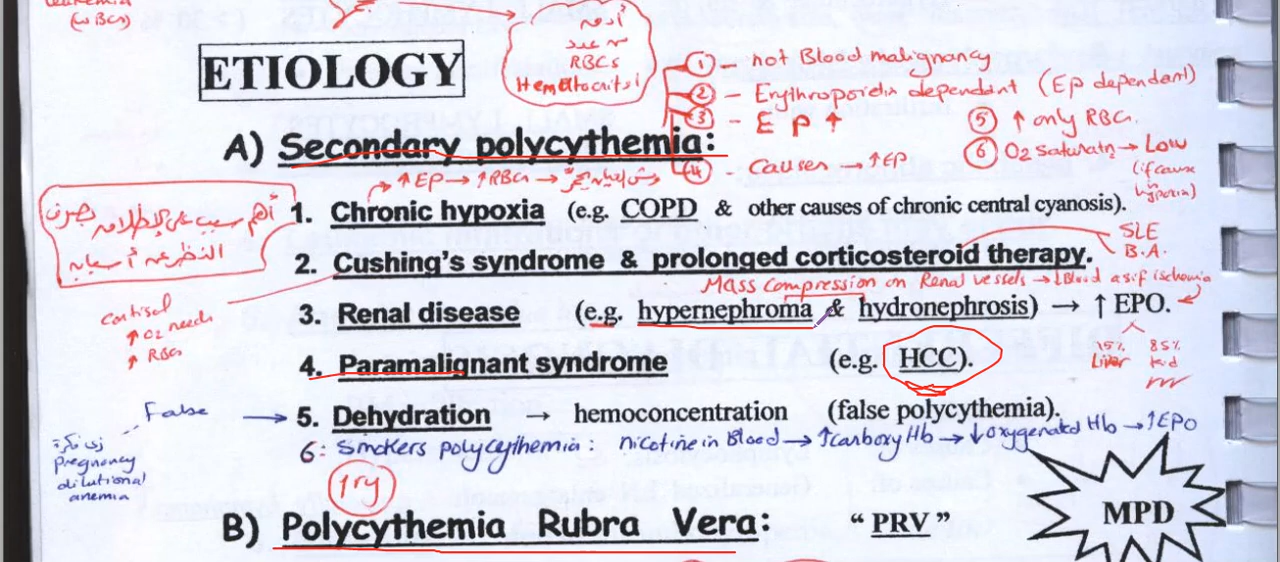 (WBCs)
أهم
RBCs
Hematocrit
ETIOLOGY
① - not Blood malignancy
② - Erythropoietin dependant (EP dependant)
③ - EP ↑
④ causes → ↑EP
⑤ ↑ only RBCs.
⑥ O2 saturatn → Low
(if cause
A) Secondary polycythemia:
↑ EP → ↑ RBCs →
1. Chronic hypoxia (e.g. COPD & other causes of chronic central cyanosis).
SLE
B.A.
2. Cushing's syndrome & prolonged corticosteroid therapy.
Mass compression on Renal vessels → ↓ Blood as if ischemia
cortisol
↑ O2 needs
↑ RBCs
3. Renal disease (e.g. hypernephroma & hydronephrosis) → ↑ EPO.
15% 85%
Liver kid
4. Paramalignant syndrome (e.g. HCC).
False → 5. Dehydration → hemoconcentration (false polycythemia).
زى فكرة
pregnancy
dilutional
anemia
6: Smokers polycythemia: nicotine in Blood → ↑ carboxy Hb → ↓ oxygenated Hb → ↑EPO
1ry
B) Polycythemia Rubra Vera: “ PRV ”
MPD